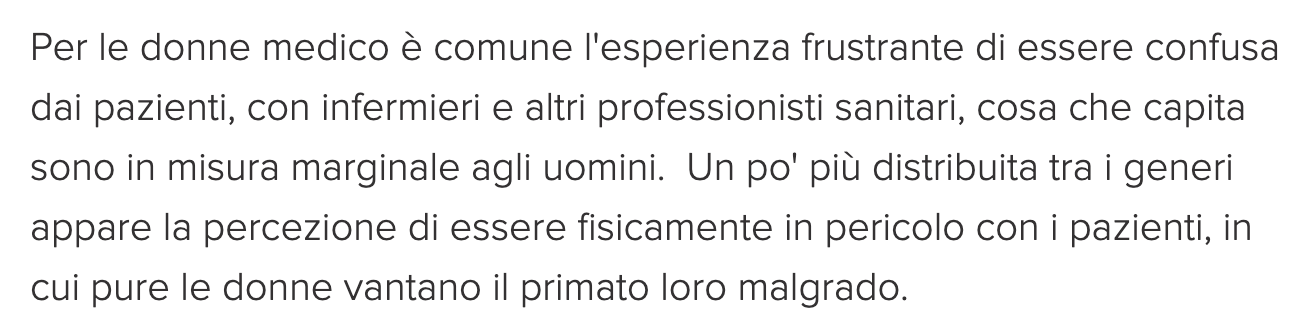 Per le donne medico è comune l'esperienza frustrante di essere confusa
dai pazienti, con infermieri e altri professionisti sanitari, cosa che capita
sono in misura marginale agli uomini.  Un po' più distribuita tra i generi
appare la percezione di essere fisicamente in pericolo con i pazienti, in
cui pure le donne vantano il primato loro malgrado.